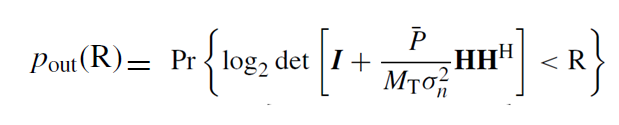 p_out(R) = Pr{log₂ det[I + P̄/(M_T σ_n²) HH^H] < R}